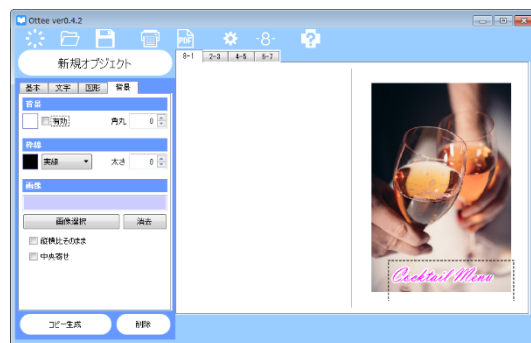 Ottee ver0.4.2
PDF
-8-
新規オブジェクト
8-1 2-3 4-5 6-7
基本 文字 図形 背景
背景
有効 角丸 0
枠線
実線 太さ 0
画像
画像選択 消去
縦横比そのまま
中央寄せ
コピー生成 削除
Cocktail Menu